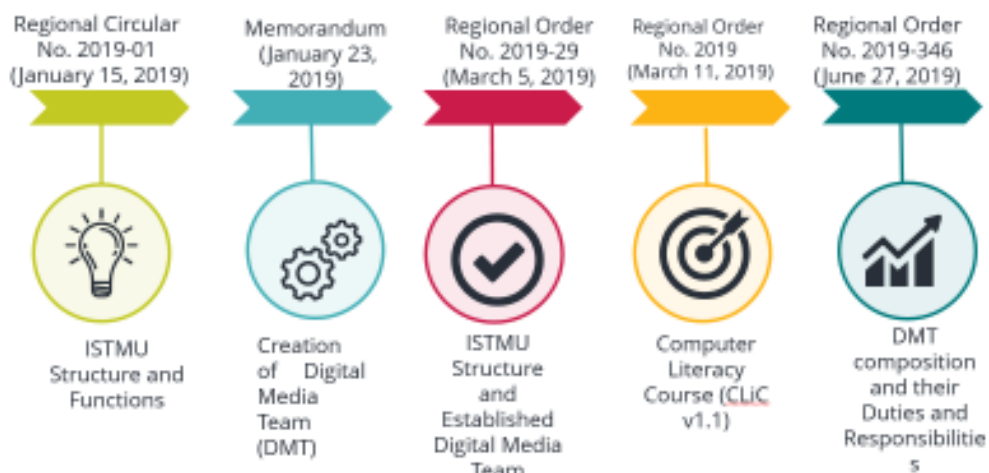 Regional Circular
No. 2019-01
(January 15, 2019)
Memorandum
(January 23,
2019)
Regional Order
No. 2019-29
(March 5, 2019)
Regional Order
No. 2019
(March 11, 2019)
Regional Order
No. 2019-346
(June 27, 2019)
ISTMU
Structure and
Functions
Creation
of Digital
Media
Team
(DMT)
ISTMU
Structure
and
Established
Digital Media
Team
Computer
Literacy
Course (CLiC
v1.1)
DMT
composition
and their
Duties and
Responsibilitie
s